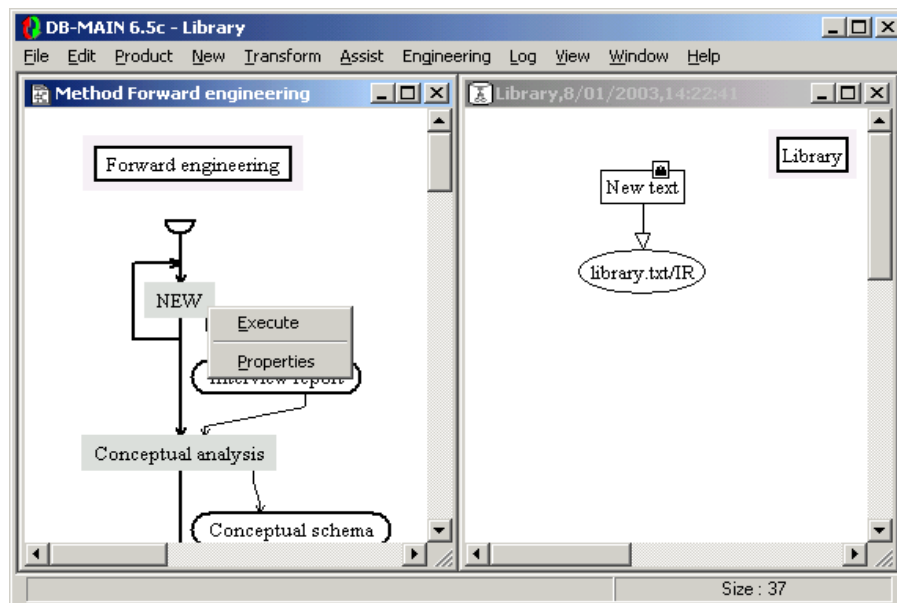 DB-MAIN 6.5c - Library
File Edit Product New Transform Assist Engineering Log View Window Help
Method Forward engineering
Forward engineering
NEW
Execute
Properties
Interview report
Conceptual analysis
Conceptual schema
Library,8/01/2003,14:22:41
Library
New text
library.txt/IR
Size : 37